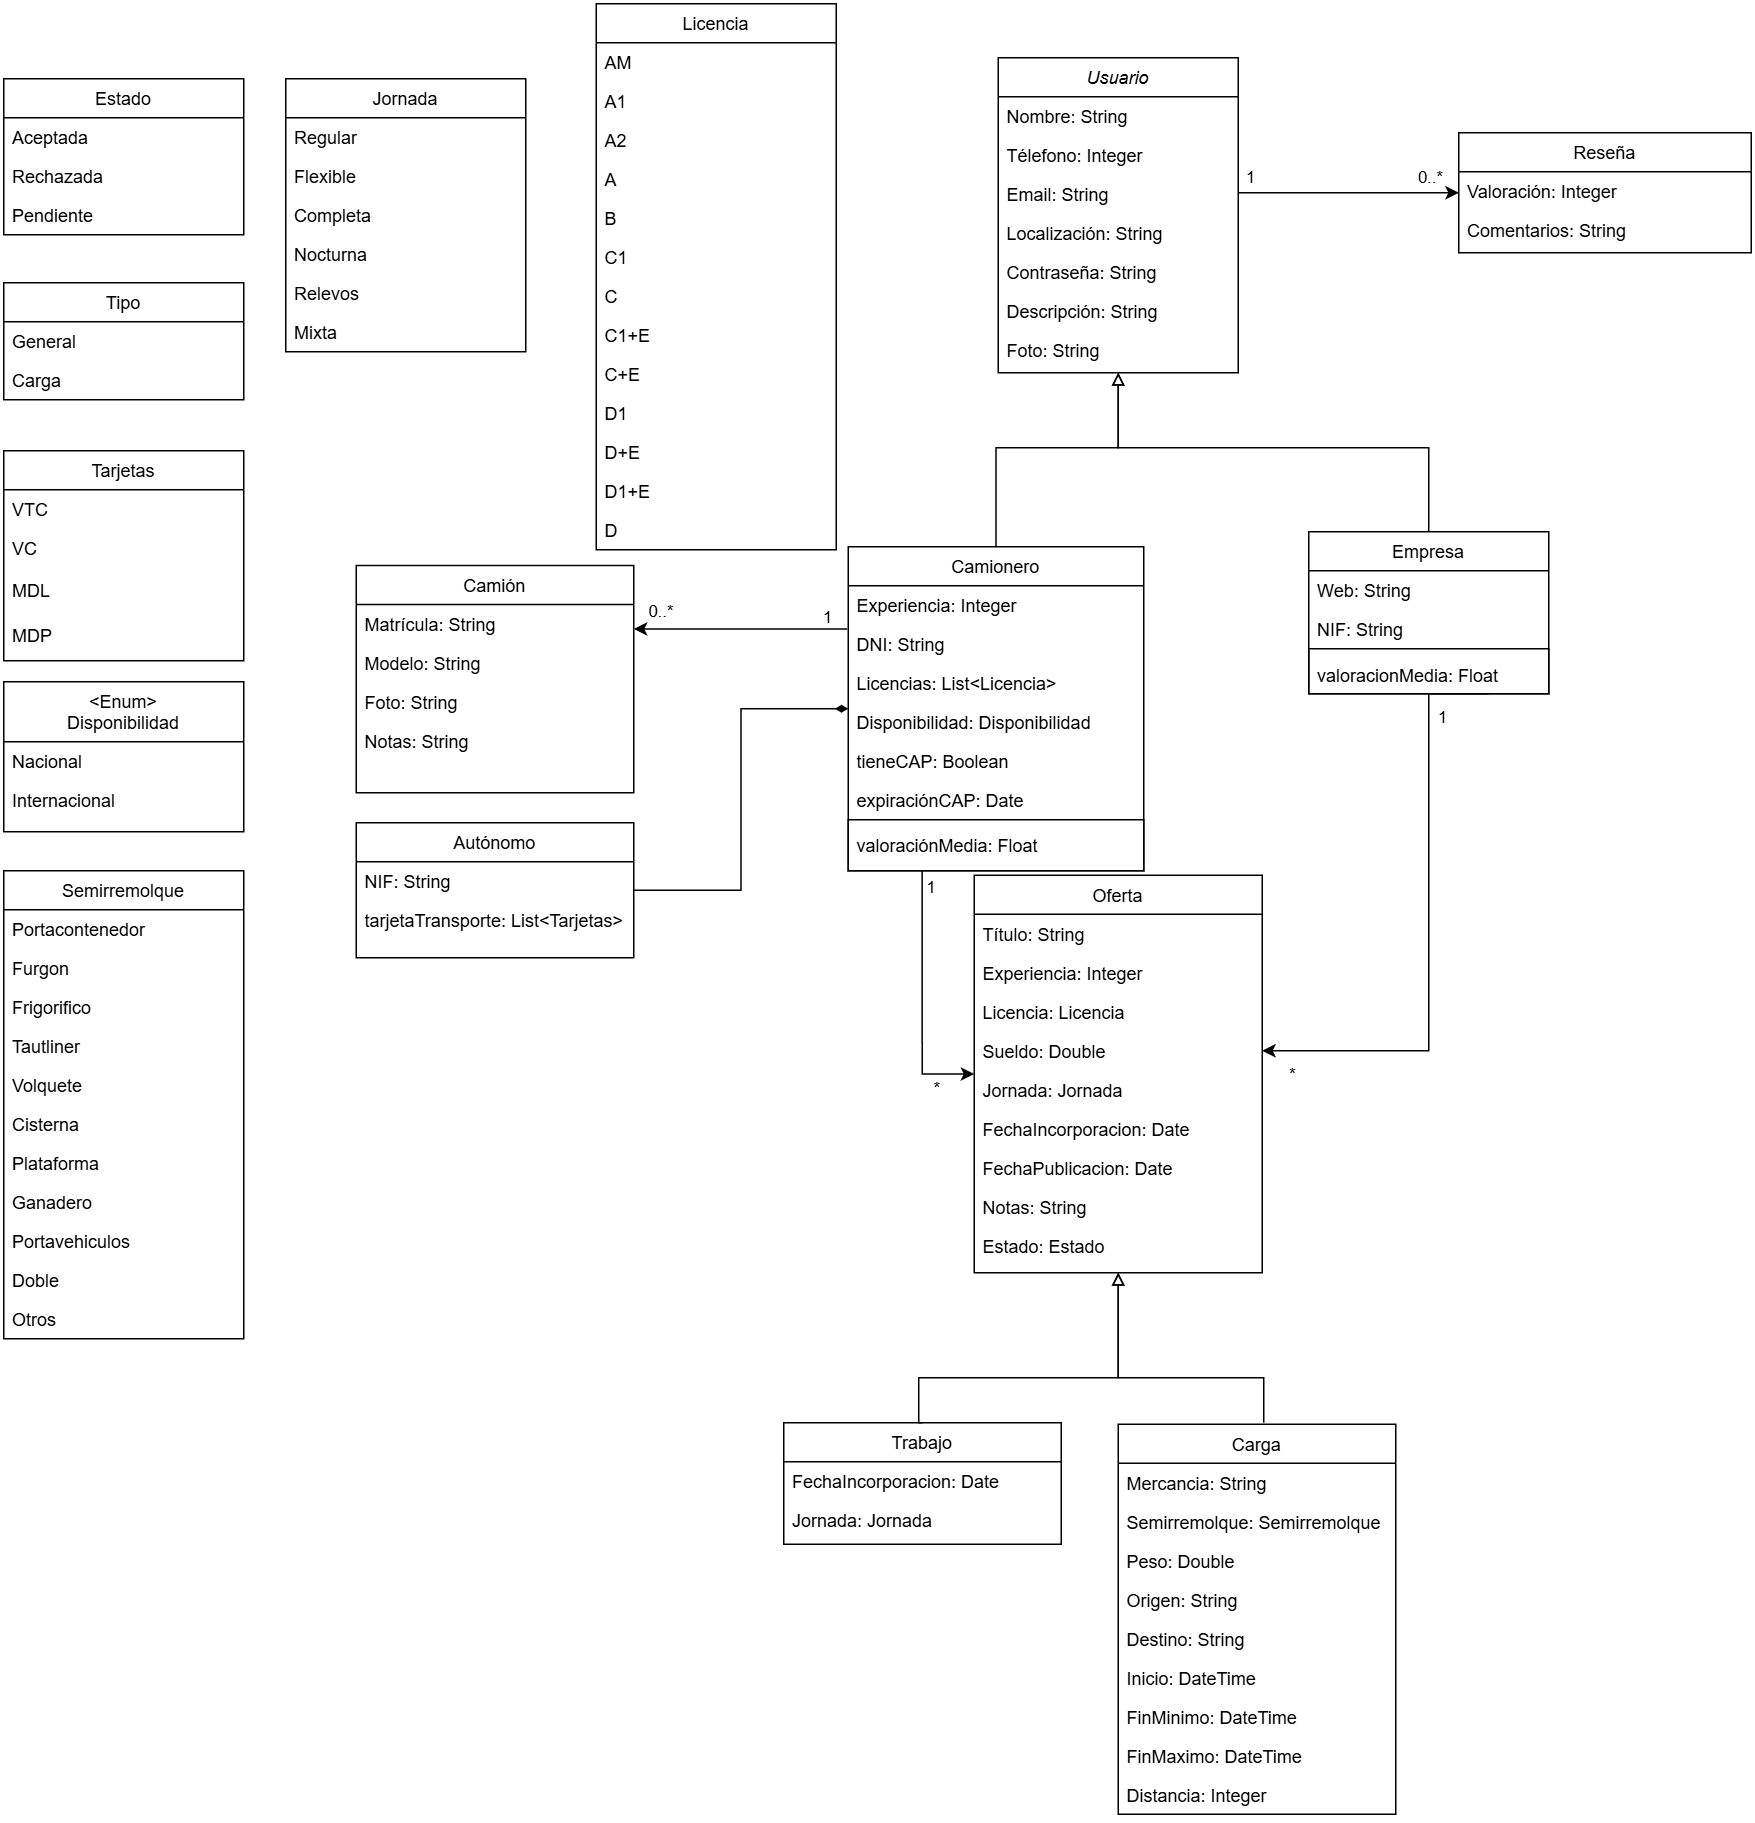 Licencia
AM
A1
A2
A
B
C1
C
C1+E
C+E
D1
D+E
D1+E
D
Estado
Aceptada
Rechazada
Pendiente
Jornada
Regular
Flexible
Completa
Nocturna
Relevos
Mixta
Tipo
General
Carga
Tarjetas
VTC
VC
MDL
MDP
<Enum>
Disponibilidad
Nacional
Internacional
Semirremolque
Portacontenedor
Furgon
Frigorifico
Tautliner
Volquete
Cisterna
Plataforma
Ganadero
Portavehiculos
Doble
Otros
Usuario
Nombre: String
Télefono: Integer
Email: String
Localización: String
Contraseña: String
Descripción: String
Foto: String
1
0..*
Reseña
Valoración: Integer
Comentarios: String
Camión
Matrícula: String
Modelo: String
Foto: String
Notas: String
0..*
1
Autónomo
NIF: String
tarjetaTransporte: List<Tarjetas>
Camionero
Experiencia: Integer
DNI: String
Licencias: List<Licencia>
Disponibilidad: Disponibilidad
tieneCAP: Boolean
expiraciónCAP: Date
valoraciónMedia: Float
1
*
Empresa
Web: String
NIF: String
valoracionMedia: Float
1
*
Oferta
Título: String
Experiencia: Integer
Licencia: Licencia
Sueldo: Double
Jornada: Jornada
FechaIncorporacion: Date
FechaPublicacion: Date
Notas: String
Estado: Estado
Trabajo
FechaIncorporacion: Date
Jornada: Jornada
Carga
Mercancia: String
Semirremolque: Semirremolque
Peso: Double
Origen: String
Destino: String
Inicio: DateTime
FinMinimo: DateTime
FinMaximo: DateTime
Distancia: Integer